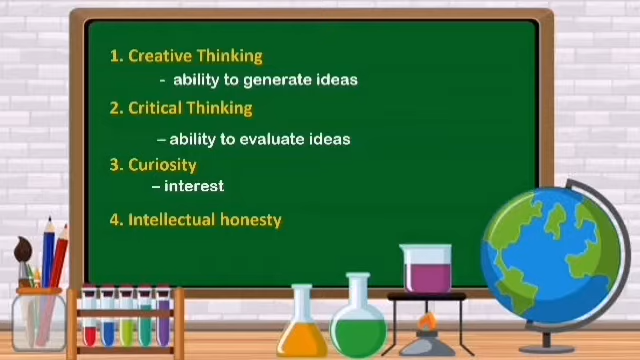 1. Creative Thinking
- ability to generate ideas
2. Critical Thinking
– ability to evaluate ideas
3. Curiosity
– interest
4. Intellectual honesty